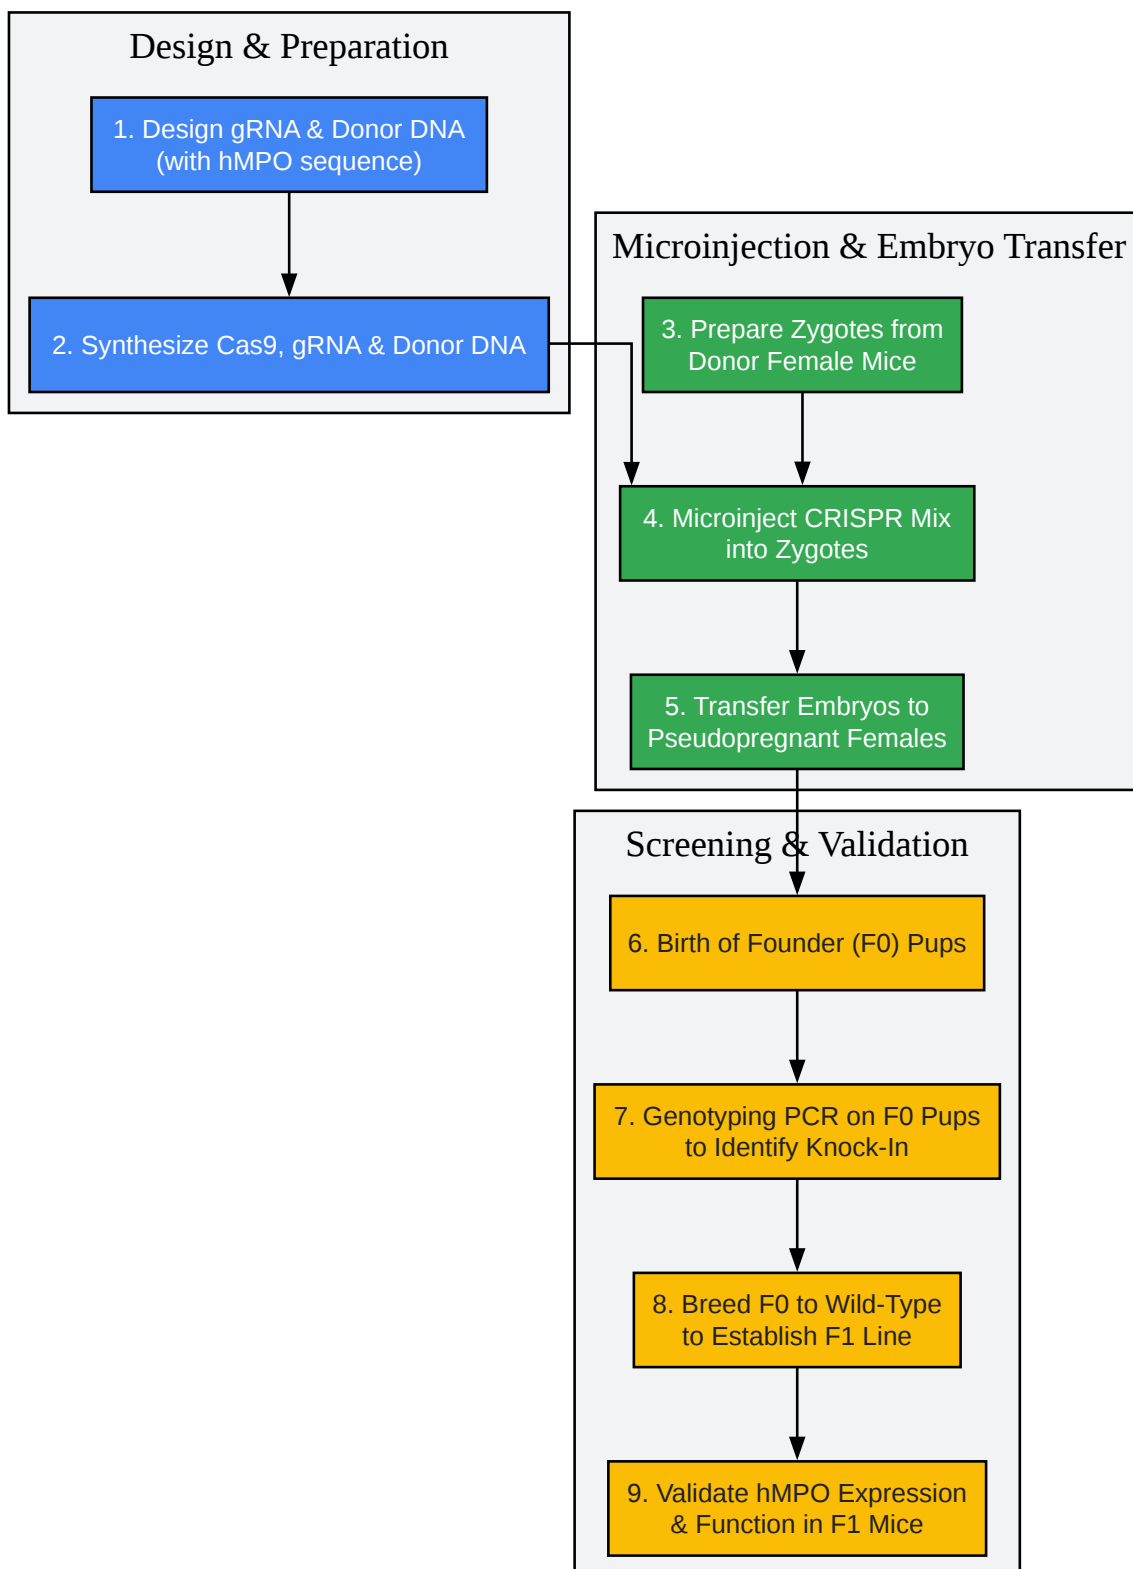 Design & Preparation
1. Design gRNA & Donor DNA
(with hMPO sequence)
2. Synthesize Cas9, gRNA & Donor DNA
Microinjection & Embryo Transfer
3. Prepare Zygotes from
Donor Female Mice
4. Microinject CRISPR Mix
into Zygotes
5. Transfer Embryos to
Pseudopregnant Females
Screening & Validation
6. Birth of Founder (F0) Pups
7. Genotyping PCR on F0 Pups
to Identify Knock-In
8. Breed F0 to Wild-Type
to Establish F1 Line
9. Validate hMPO Expression
& Function in F1 Mice